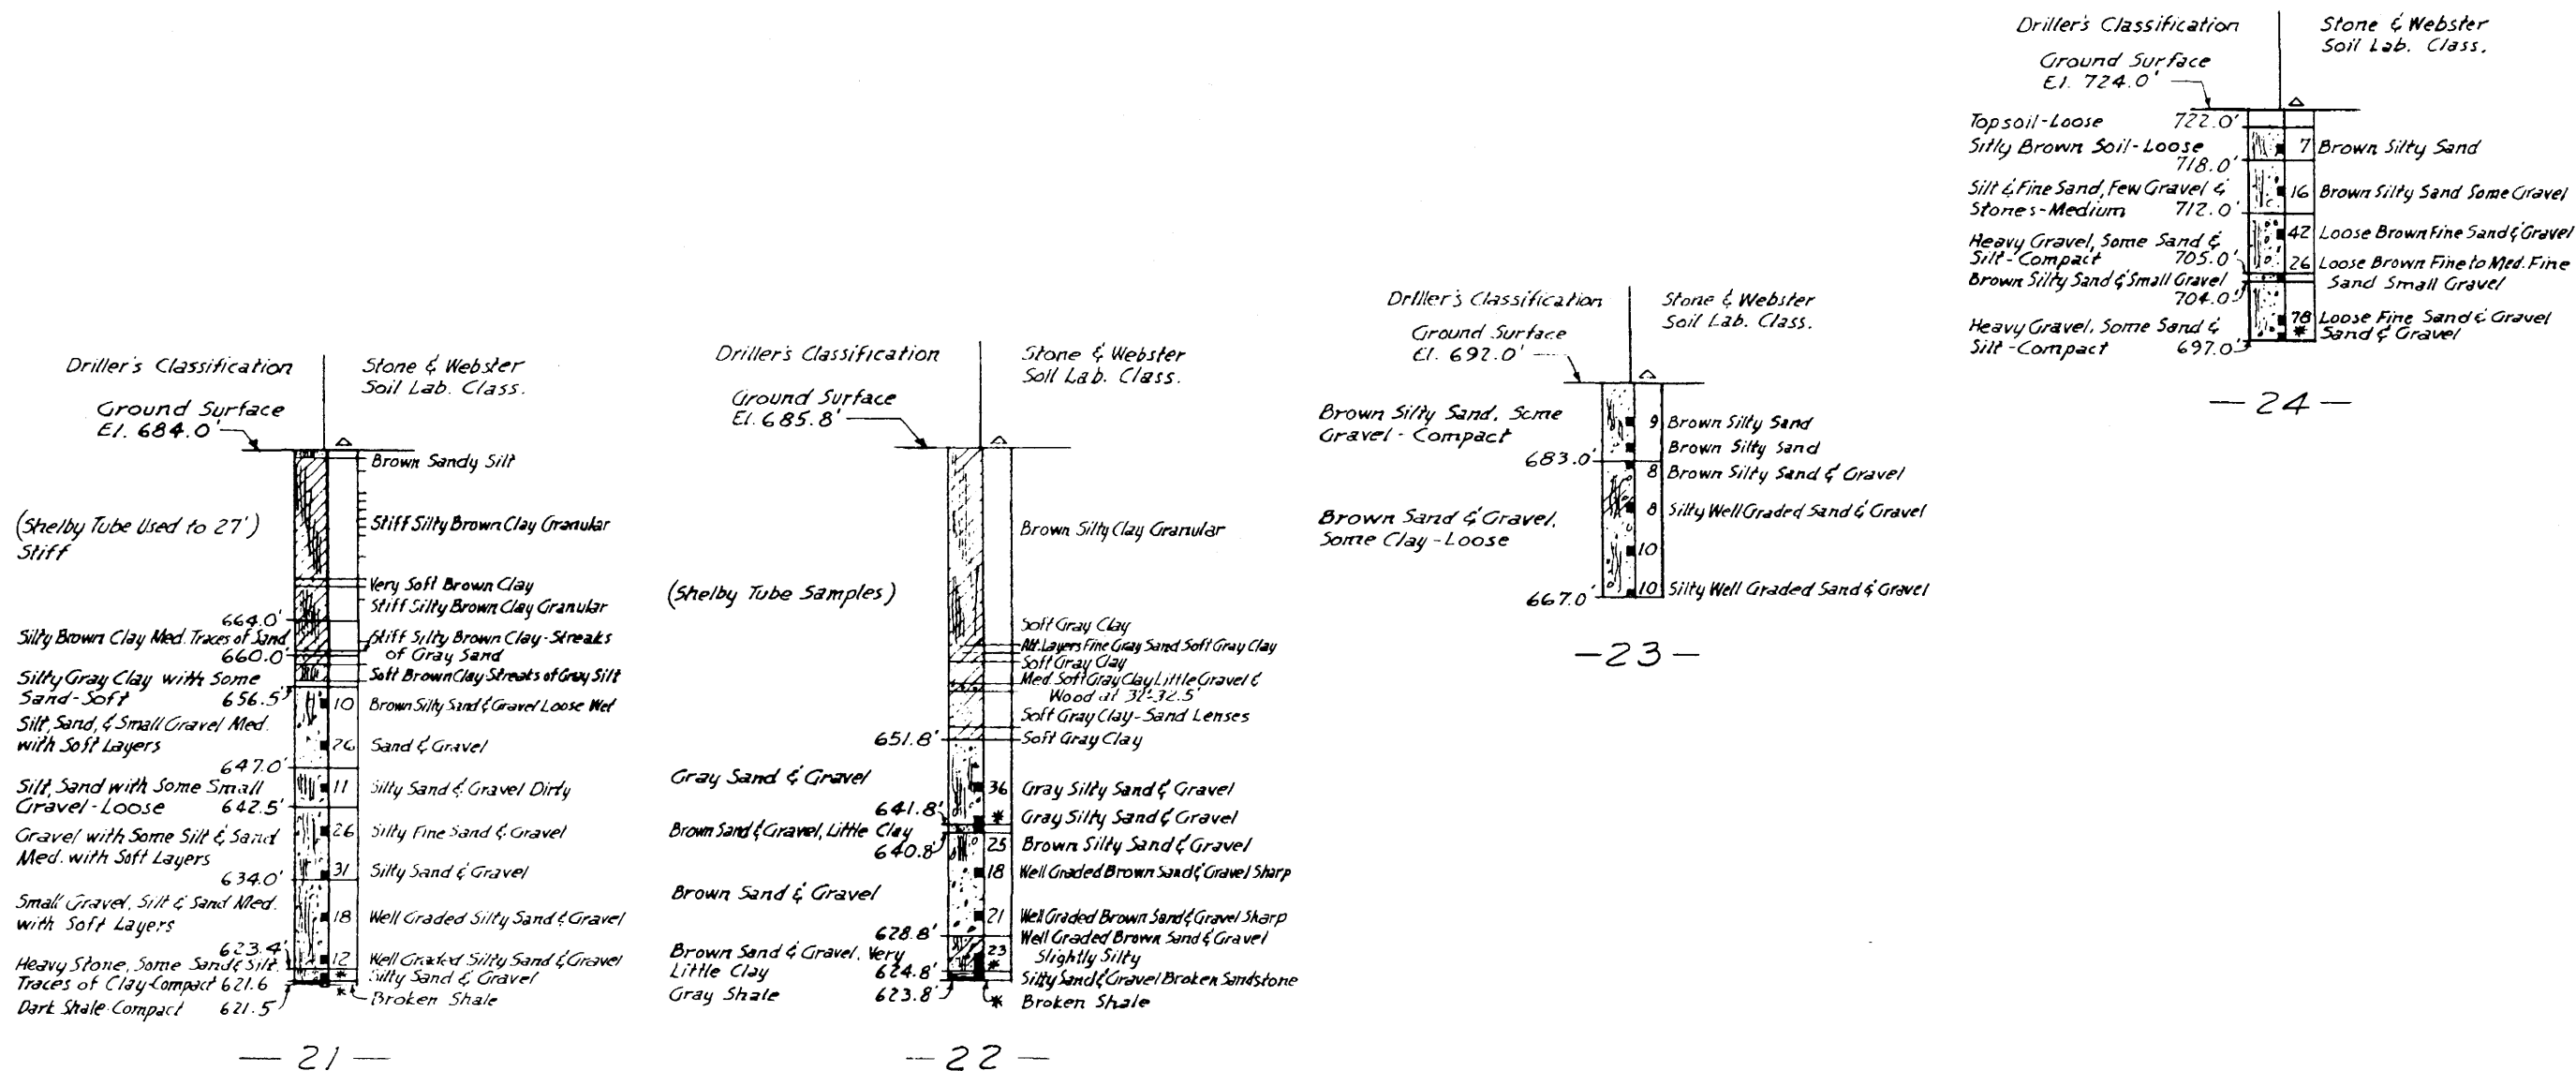 Driller's Classification
Stone & Webster
Soil Lab. Class.
Ground Surface
El. 684.0'
Brown Sandy Silt
(Shelby Tube Used to 27')
Stiff
Stiff Silty Brown Clay Granular
Very Soft Brown Clay
Stiff Silty Brown Clay Granular
664.0'
Silty Brown Clay Med. Traces of Sand
Stiff Silty Brown Clay-Streaks
of Gray Sand
660.0'
Soft Brown Clay Streaks of Gray Silt
Silty Gray Clay with Some
Sand-Soft 656.5'
10 Brown Silty Sand & Gravel Loose Wet
Silt, Sand, & Small Gravel Med.
with Soft Layers
26 Sand & Gravel
647.0'
Silt, Sand with Some Small
Gravel-Loose 642.5'
11 Silty Sand & Gravel Dirty
Gravel with Some Silt & Sand
Med. with Soft Layers
26 Silty Fine Sand & Gravel
31 Silty Sand & Gravel
634.0'
Small Gravel, Silt & Sand Med.
with Soft Layers
18 Well Graded Silty Sand & Gravel
623.4'
12 Well Graded Silty Sand & Gravel
Heavy Stone, Some Sand & Silt.
Traces of Clay-Compact 621.6
* Silty Sand & Gravel
Dark Shale-Compact 621.5'
* Broken Shale
— 21 —
Driller's Classification
Stone & Webster
Soil Lab. Class.
Ground Surface
El. 685.8'
Brown Silty Clay Granular
(Shelby Tube Samples)
Soft Gray Clay
Alt. Layers Fine Gray Sand Soft Gray Clay
Soft Gray Clay
Med. Soft Gray Clay Little Gravel &
Wood at 32'-32.5'
Soft Gray Clay-Sand Lenses
651.8'
Soft Gray Clay
Gray Sand & Gravel
36 Gray Silty Sand & Gravel
641.8'
* Gray Silty Sand & Gravel
Brown Sand & Gravel, Little Clay
640.8'
25 Brown Silty Sand & Gravel
18 Well Graded Brown Sand & Gravel Sharp
Brown Sand & Gravel
21 Well Graded Brown Sand & Gravel Sharp
628.8'
23 Well Graded Brown Sand & Gravel
Slightly Silty
*
Brown Sand & Gravel, Very
Little Clay 624.8'
Silty Sand & Gravel Broken Sandstone
Gray Shale 623.8'
* Broken Shale
— 22 —
Driller's Classification
Stone & Webster
Soil Lab. Class.
Ground Surface
El. 692.0'
Brown Silty Sand, Some
Gravel - Compact
9 Brown Silty Sand
Brown Silty Sand
683.0'
8 Brown Silty Sand & Gravel
8 Silty Well Graded Sand & Gravel
Brown Sand & Gravel,
Some Clay-Loose
10
667.0'
10 Silty Well Graded Sand & Gravel
— 23 —
Driller's Classification
Stone & Webster
Soil Lab. Class.
Ground Surface
El. 724.0'
Topsoil-Loose 722.0'
Silty Brown Soil-Loose
718.0'
7 Brown Silty Sand
Silt & Fine Sand, Few Gravel &
Stones-Medium 712.0'
16 Brown Silty Sand Some Gravel
Heavy Gravel, Some Sand &
Silt-Compact 705.0'
42 Loose Brown Fine Sand & Gravel
Brown Silty Sand & Small Gravel
704.0'
26 Loose Brown Fine to Med. Fine
Sand Small Gravel
Heavy Gravel, Some Sand &
Silt-Compact 697.0'
78 Loose Fine Sand & Gravel
* Sand & Gravel
— 24 —